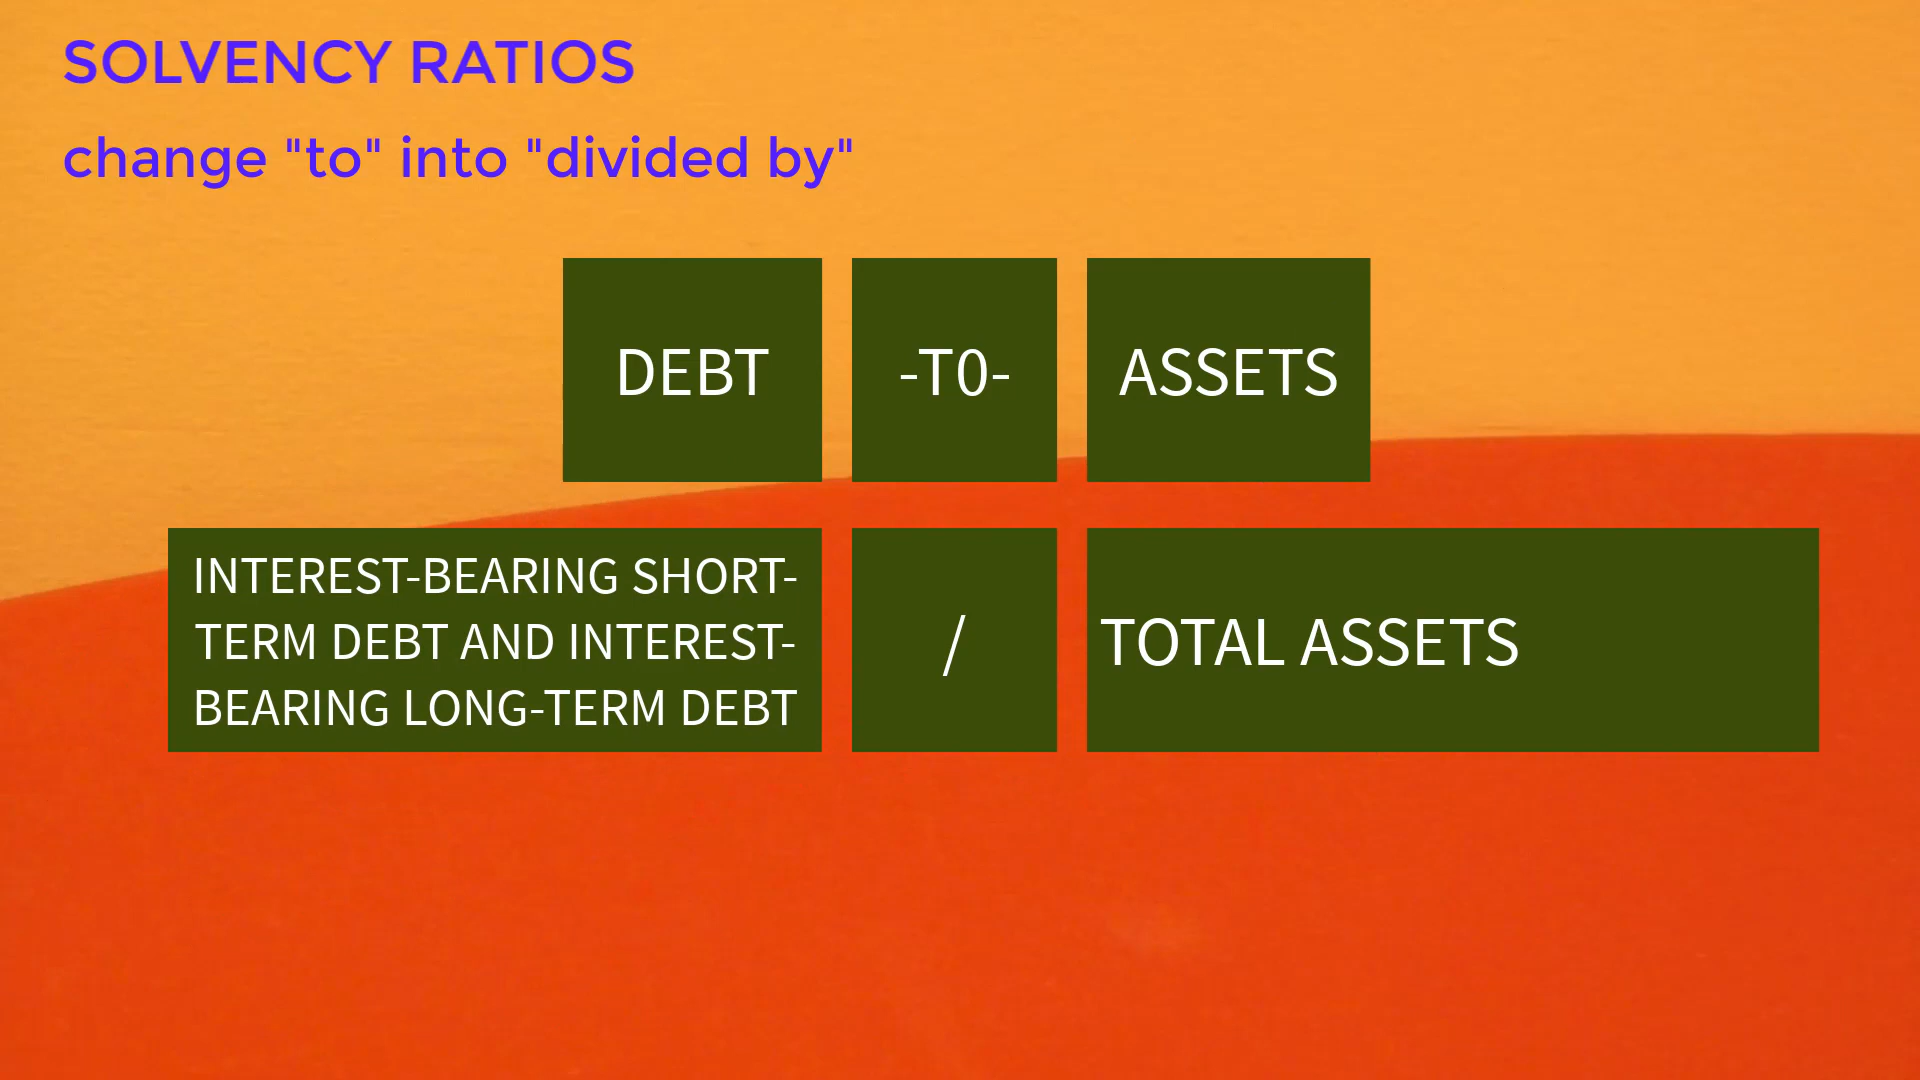 SOLVENCY RATIOS
change "to" into "divided by"
DEBT -T0- ASSETS
INTEREST-BEARING SHORT-
TERM DEBT AND INTEREST-
BEARING LONG-TERM DEBT
/
TOTAL ASSETS